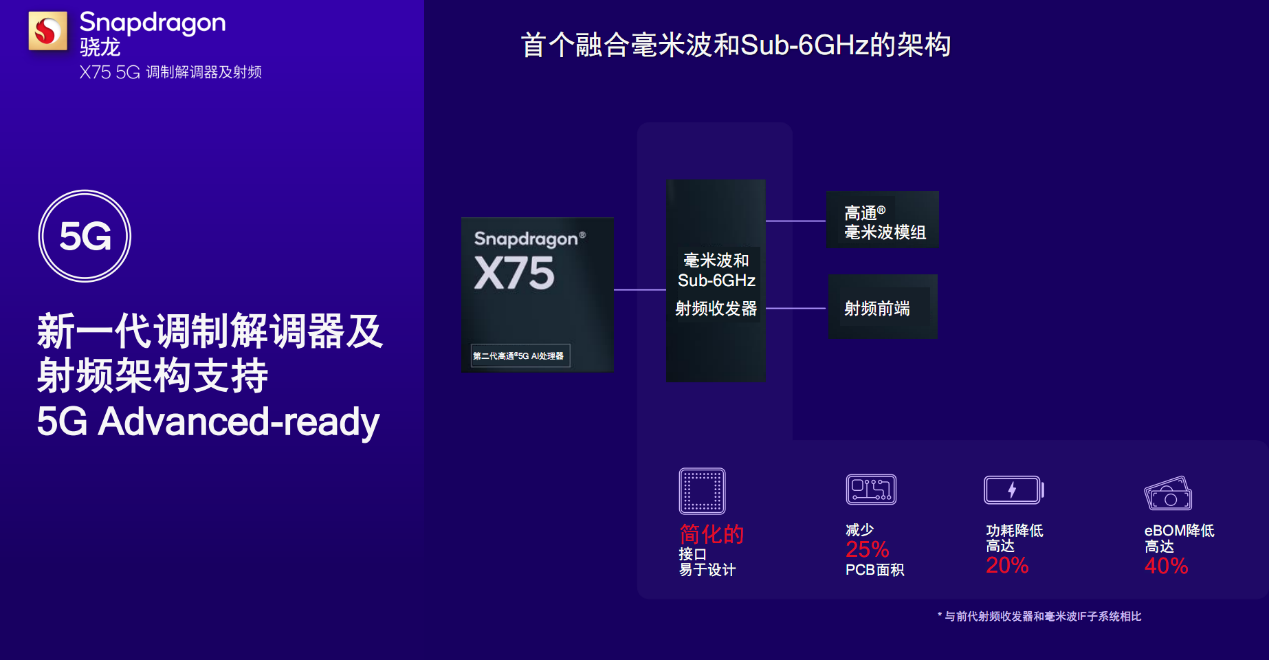 Snapdragon
骁龙
X75 5G 调制解调器及射频
首个融合毫米波和Sub-6GHz的架构
5G
新一代调制解调器及
射频架构支持
5G Advanced-ready
Snapdragon®
X75
第二代高通®5G AI处理器
毫米波和
Sub-6GHz
射频收发器
高通®
毫米波模组
射频前端
简化的
接口
易于设计
减少
25%
PCB面积
功耗降低
高达
20%
eBOM降低
高达
40%
* 与前代射频收发器和毫米波IF子系统相比